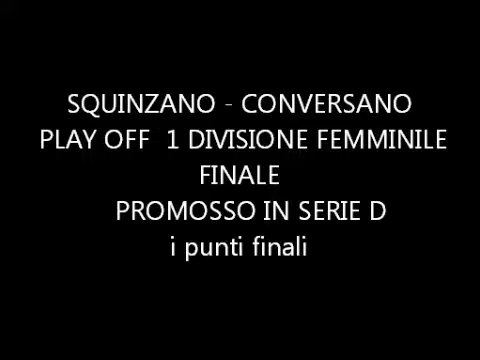 SQUINZANO - CONVERSANO
PLAY OFF 1 DIVISIONE FEMMINILE
FINALE
PROMOSSO IN SERIE D
i punti finali